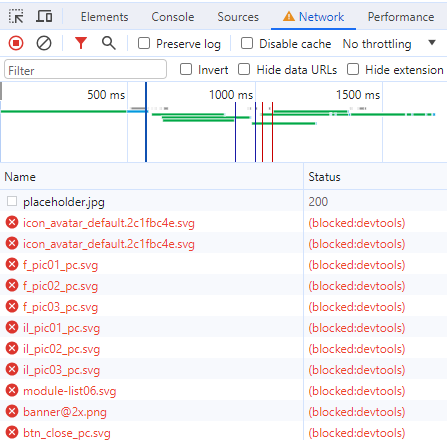 Elements Console Sources Network Performance
Preserve log Disable cache No throttling
Filter Invert Hide data URLs Hide extension
500 ms 1000 ms 1500 ms
Name Status
placeholder.jpg 200
icon_avatar_default.2c1fbc4e.svg (blocked:devtools)
icon_avatar_default.2c1fbc4e.svg (blocked:devtools)
f_pic01_pc.svg (blocked:devtools)
f_pic02_pc.svg (blocked:devtools)
f_pic03_pc.svg (blocked:devtools)
il_pic01_pc.svg (blocked:devtools)
il_pic02_pc.svg (blocked:devtools)
il_pic03_pc.svg (blocked:devtools)
module-list06.svg (blocked:devtools)
banner@2x.png (blocked:devtools)
btn_close_pc.svg (blocked:devtools)